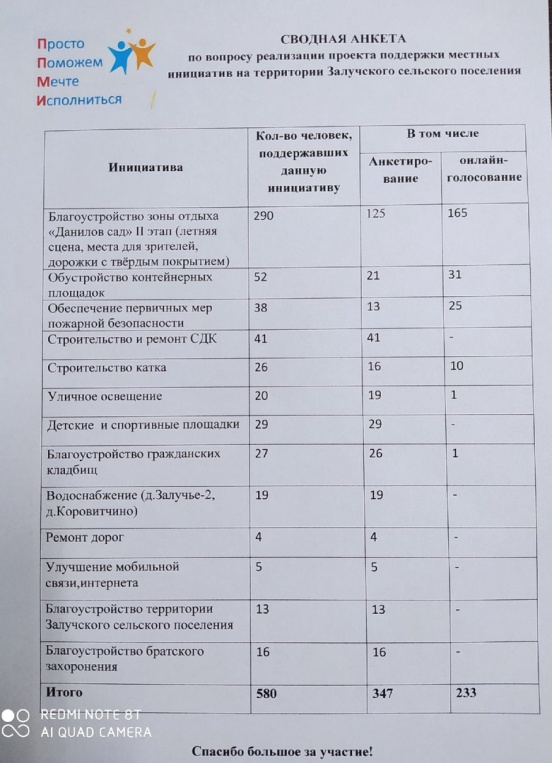 Просто
Поможем
Мечте
Исполниться
СВОДНАЯ АНКЕТА
по вопросу реализации проекта поддержки местных
инициатив на территории Залучского сельского поселения
Инициатива
Кол-во человек,
поддержавших
данную
инициативу
В том числе
Анкетиро-
вание
онлайн-
голосование
Благоустройство зоны отдыха
«Данилов сад» II этап (летняя
сцена, места для зрителей,
дорожки с твёрдым покрытием)
290
125
165
Обустройство контейнерных
площадок
52
21
31
Обеспечение первичных мер
пожарной безопасности
38
13
25
Строительство и ремонт СДК
41
41
-
Строительство катка
26
16
10
Уличное освещение
20
19
1
Детские и спортивные площадки
29
29
-
Благоустройство гражданских
кладбищ
27
26
1
Водоснабжение (д.Залучье-2,
д.Коровитчино)
19
19
-
Ремонт дорог
4
4
-
Улучшение мобильной
связи,интернета
5
5
-
Благоустройство территории
Залучского сельского поселения
13
13
-
Благоустройство братского
захоронения
16
16
-
Итого
580
347
233
REDMI NOTE 8T
AI QUAD CAMERA
Спасибо большое за участие!